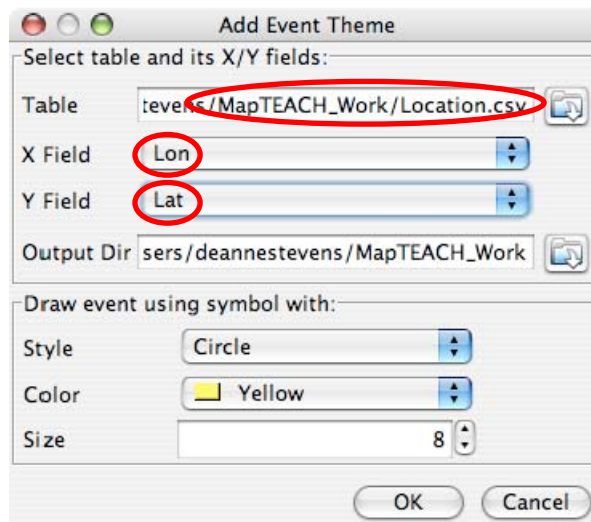 Add Event Theme
Select table and its X/Y fields:
Table tevens/MapTEACH_Work/Location.csv
X Field Lon
Y Field Lat
Output Dir sers/deannestevens/MapTEACH_Work
Draw event using symbol with:
Style Circle
Color Yellow
Size 8
OK Cancel